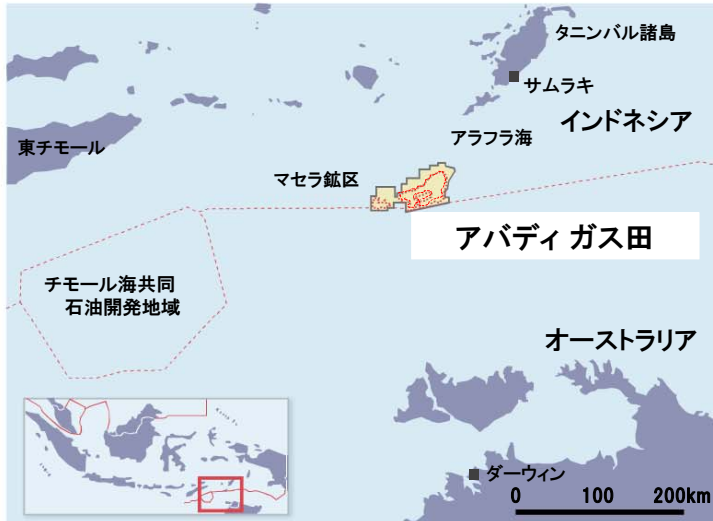 タニンバル諸島
サムラキ
インドネシア
アラフラ海
東チモール
マセラ鉱区
アバディ ガス田
チモール海共同
石油開発地域
オーストラリア
ダーウィン
0 100 200km